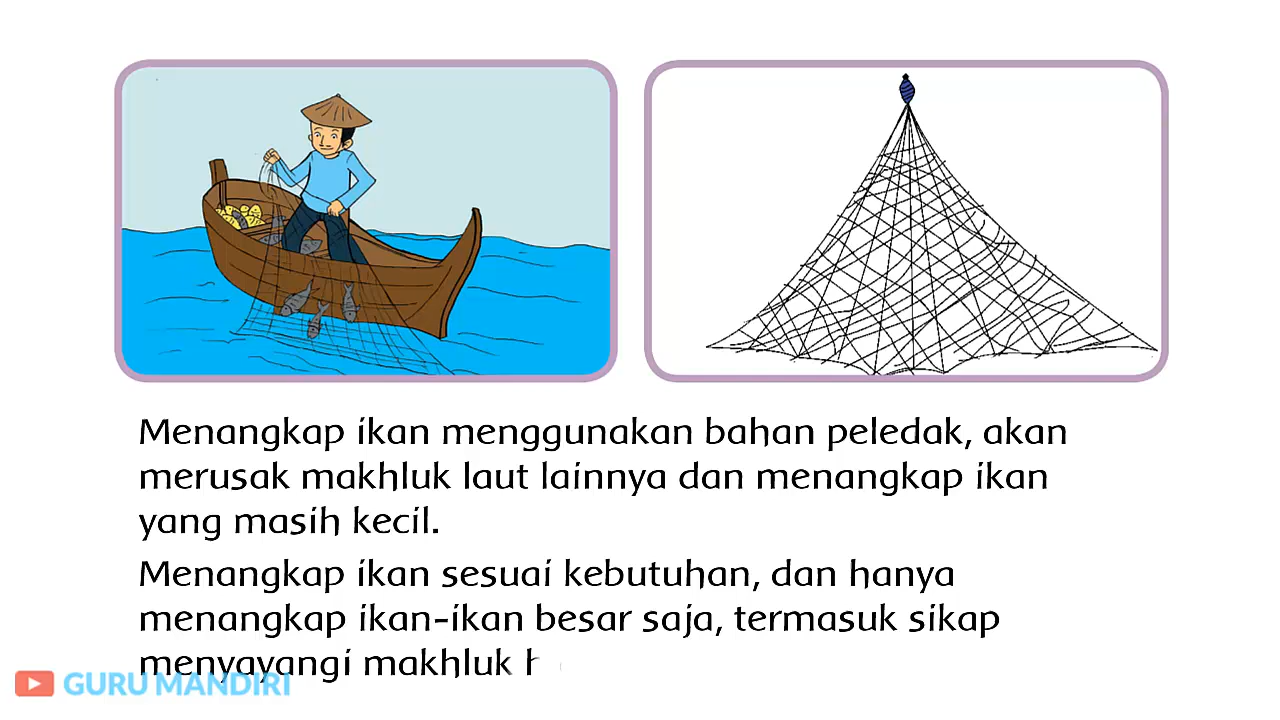 Menangkap ikan menggunakan bahan peledak, akan
merusak makhluk laut lainnya dan menangkap ikan
yang masih kecil.
Menangkap ikan sesuai kebutuhan, dan hanya
menangkap ikan-ikan besar saja, termasuk sikap
menyayangi makhluk h
GURU MANDIRI